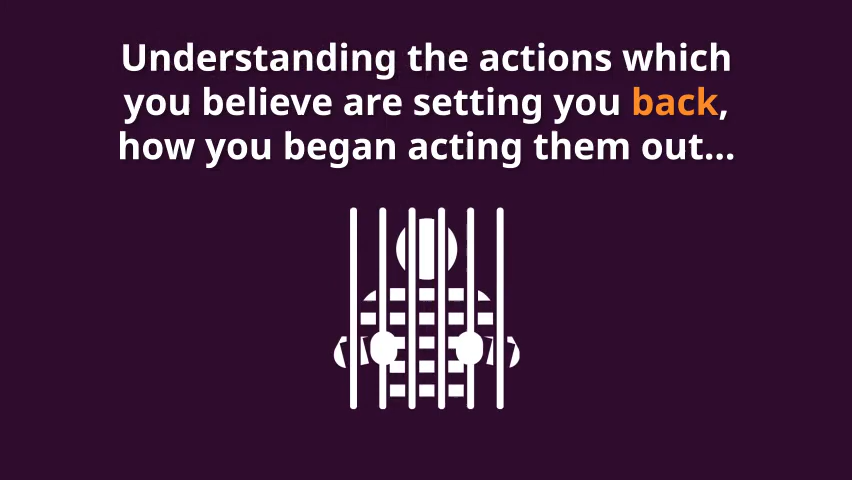 Understanding the actions which
you believe are setting you back,
how you began acting them out...